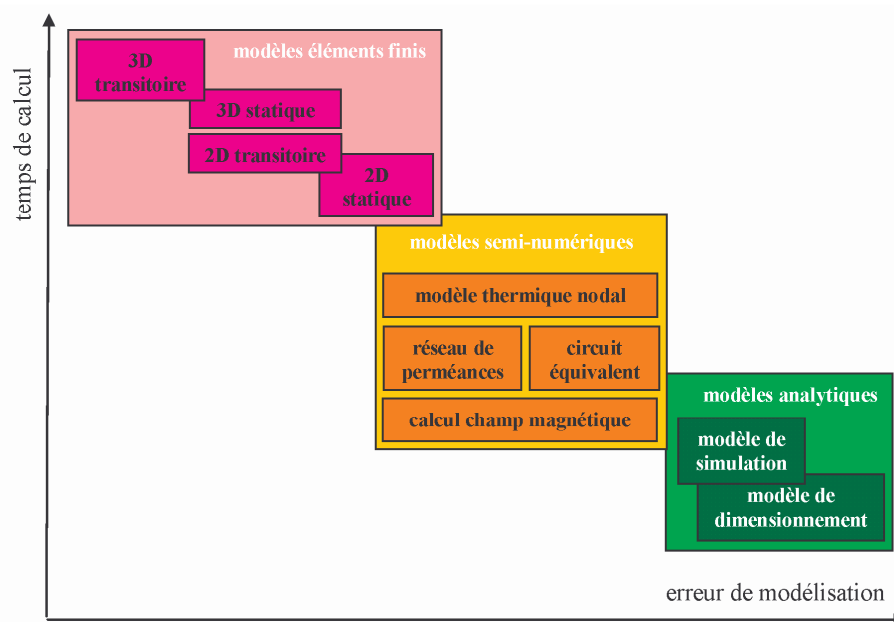 temps de calcul
modèles éléments finis
3D
transitoire
3D statique
2D transitoire
2D
statique
modèles semi-numériques
modèle thermique nodal
réseau de
perméances
circuit
équivalent
calcul champ magnétique
modèles analytiques
modèle de
simulation
modèle de
dimensionnement
erreur de modélisation